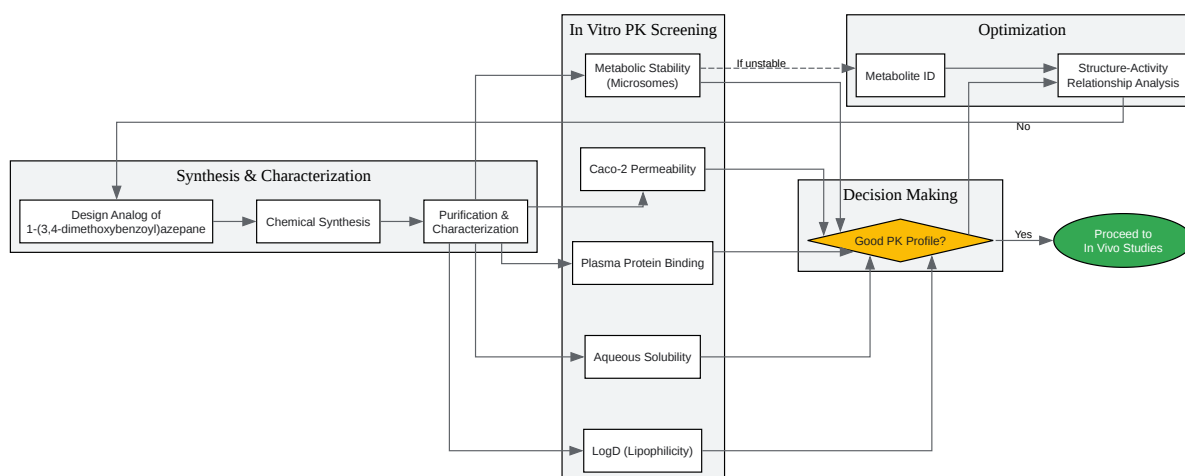 In Vitro PK Screening
Optimization
Metabolic Stability
(Microsomes)
If unstable
Metabolite ID
Structure-Activity
Relationship Analysis
No
Synthesis & Characterization
Caco-2 Permeability
Decision Making
Design Analog of
1-(3,4-dimethoxybenzoyl)azepane
Chemical Synthesis
Purification &
Characterization
Good PK Profile?
Yes
Proceed to
In Vivo Studies
Plasma Protein Binding
Aqueous Solubility
LogD (Lipophilicity)